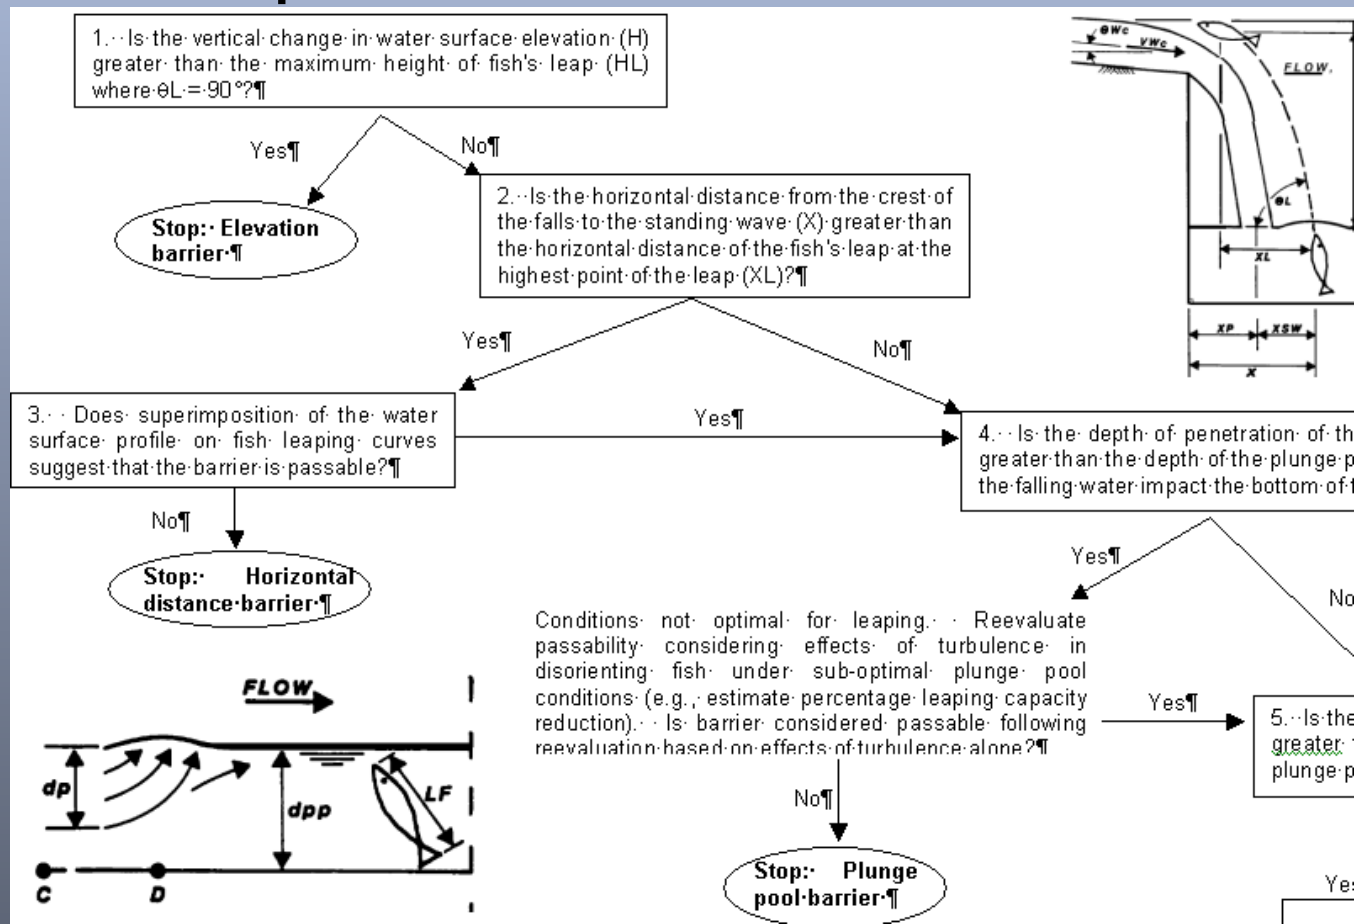 1. Is the vertical change in water surface elevation (H)
greater than the maximum height of fish's leap (HL)
where θL = 90°?¶
Yes¶
No¶
Stop: Elevation
barrier ¶
2. Is the horizontal distance from the crest of
the falls to the standing wave (X) greater than
the horizontal distance of the fish's leap at the
highest point of the leap (XL)?¶
θWc
VWc
FLOW,
θL
XL
XP
XSW
X
Yes¶
No¶
3. Does superimposition of the water
surface profile on fish leaping curves
suggest that the barrier is passable?¶
Yes¶
4. Is the depth of penetration of th
greater than the depth of the plunge p
the falling water impact the bottom of t
No¶
Stop: Horizontal
distance barrier ¶
Yes¶
No
Conditions not optimal for leaping. Reevaluate
passability considering effects of turbulence in
disorienting fish under sub-optimal plunge pool
conditions (e.g., estimate percentage leaping capacity
reduction). Is barrier considered passable following
reevaluation based on effects of turbulence alone?¶
Yes¶
5. Is the
greater
plunge p
No¶
Stop: Plunge
pool barrier ¶
Yes
FLOW
dp
dpp
LF
C
D